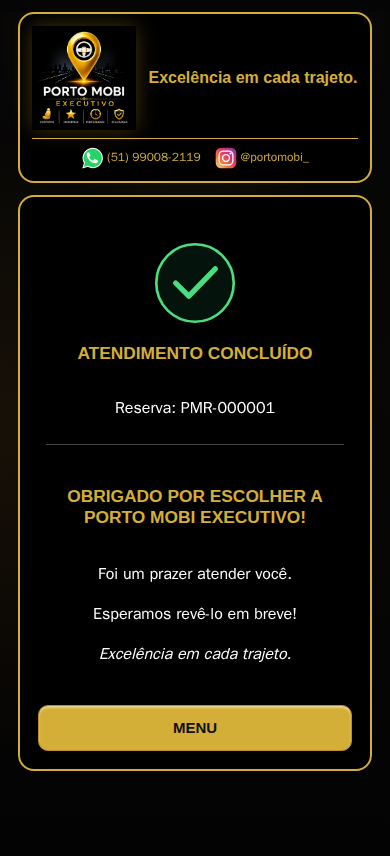 PORTO MOBI
EXECUTIVO
Excelência em cada trajeto.
(51) 99008-2119 @portomobi_
ATENDIMENTO CONCLUÍDO
Reserva: PMR-000001
OBRIGADO POR ESCOLHER A
PORTO MOBI EXECUTIVO!
Foi um prazer atender você.
Esperamos revê-lo em breve!
Excelência em cada trajeto.
MENU